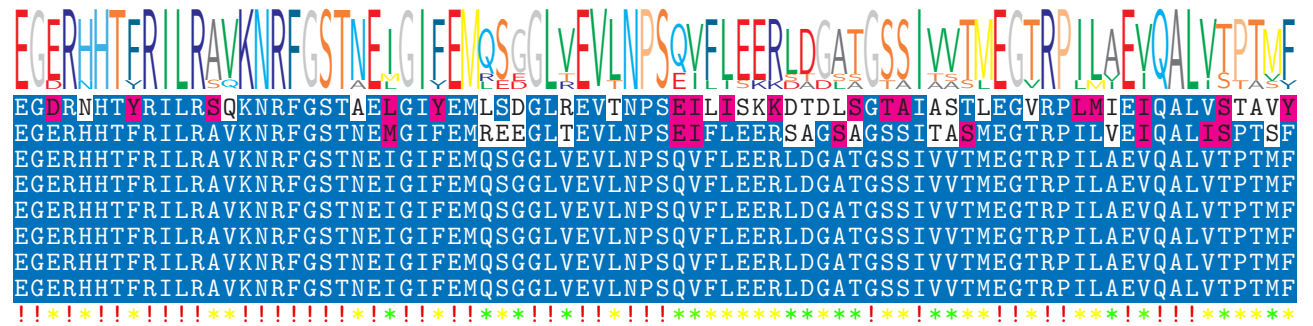 EGERHHTFRILRAVKNRFGSTNEIGIFEMQSGGLVEVLNPSQVFLEERLDGATGSSIVVTMEGTRPILAEVQALVTPTMF
EGDRNHTYRILRSQKNRFGSTAELGIYEMLSDGLREVTNPSEILISKKDTDLSGTAIASTLEGVRPLMIEIQALVSTAVY
EGERHHTFRILRAVKNRFGSTNEMGIFEMREEGLTEVLNPSEIFLEERSAGSAGSSITASMEGTRPILVEIQALISPTSF
EGERHHTFRILRAVKNRFGSTNEIGIFEMQSGGLVEVLNPSQVFLEERLDGATGSSIVVTMEGTRPILAEVQALVTPTMF
EGERHHTFRILRAVKNRFGSTNEIGIFEMQSGGLVEVLNPSQVFLEERLDGATGSSIVVTMEGTRPILAEVQALVTPTMF
EGERHHTFRILRAVKNRFGSTNEIGIFEMQSGGLVEVLNPSQVFLEERLDGATGSSIVVTMEGTRPILAEVQALVTPTMF
EGERHHTFRILRAVKNRFGSTNEIGIFEMQSGGLVEVLNPSQVFLEERLDGATGSSIVVTMEGTRPILAEVQALVTPTMF
EGERHHTFRILRAVKNRFGSTNEIGIFEMQSGGLVEVLNPSQVFLEERLDGATGSSIVVTMEGTRPILAEVQALVTPTMF
EGERHHTFRILRAVKNRFGSTNEIGIFEMQSGGLVEVLNPSQVFLEERLDGATGSSIVVTMEGTRPILAEVQALVTPTMF
!!*!*!!*!!!!**!!!!!!!*!*!!*!!***!!*!!*!!!************!**!****!!*!!***!*!!!******